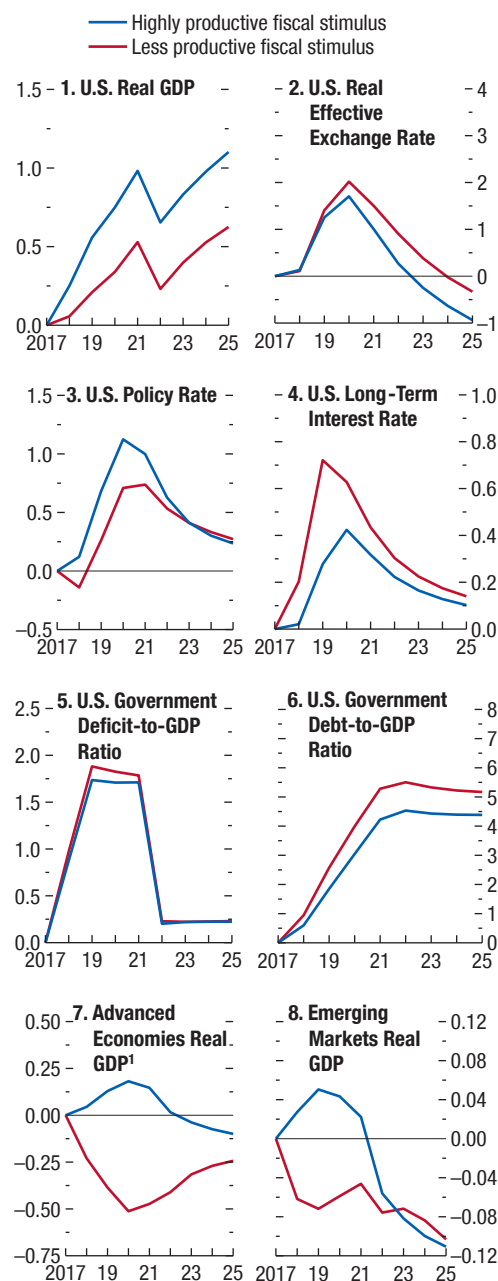 Highly productive fiscal stimulus
Less productive fiscal stimulus
1. U.S. Real GDP
1.5
1.0
0.5
0.0
2017 19 21 23 25
2. U.S. Real
Effective
Exchange Rate
4
3
2
1
0
–1
2017 19 21 23 25
3. U.S. Policy Rate
1.5
1.0
0.5
0.0
–0.5
2017 19 21 23 25
4. U.S. Long-Term
Interest Rate
1.0
0.8
0.6
0.4
0.2
0.0
2017 19 21 23 25
5. U.S. Government
Deficit-to-GDP
Ratio
2.5
2.0
1.5
1.0
0.5
0.0
2017 19 21 23 25
6. U.S. Government
Debt-to-GDP
Ratio
8
7
6
5
4
3
2
1
0
2017 19 21 23 25
7. Advanced
Economies Real
GDP¹
0.50
0.25
0.00
–0.25
–0.50
–0.75
2017 19 21 23 25
8. Emerging
Markets Real
GDP
0.12
0.08
0.04
0.00
–0.04
–0.08
–0.12
2017 19 21 23 25